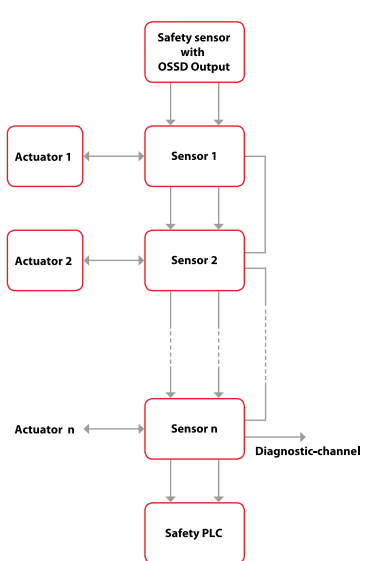 Safety sensor
with
OSSD Output
Actuator 1
Sensor 1
Actuator 2
Sensor 2
Actuator n
Sensor n
Diagnostic-channel
Safety PLC